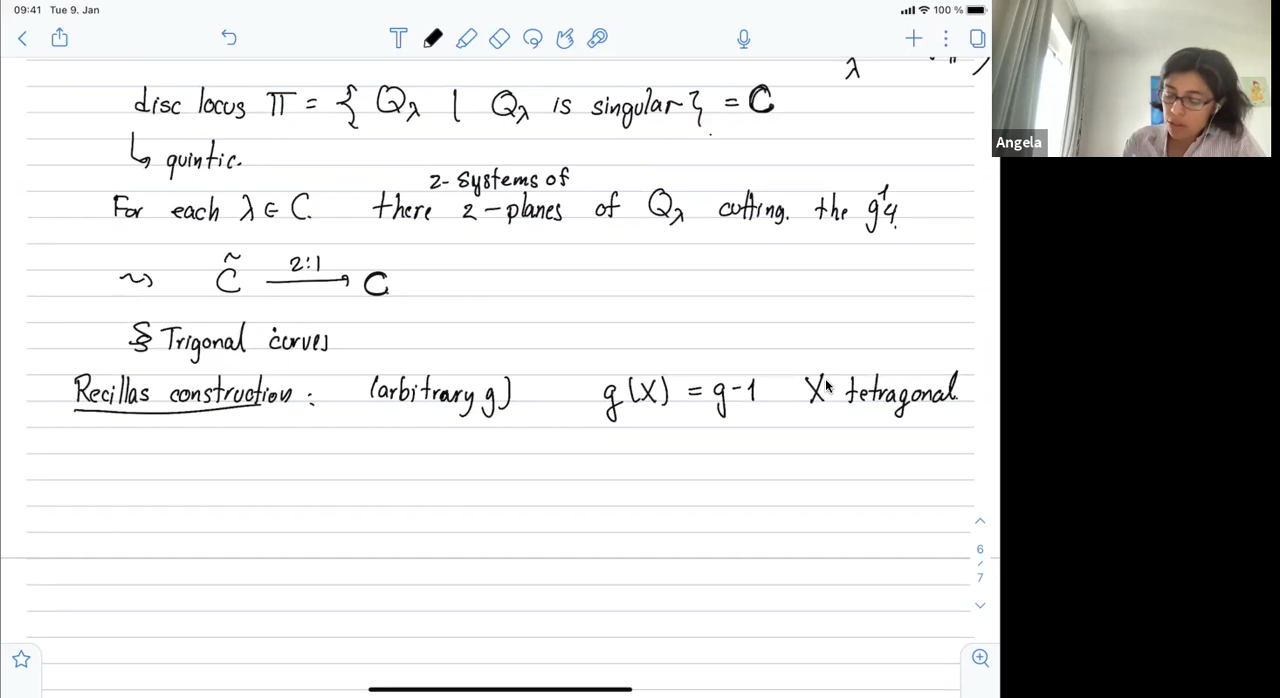 09:41 Tue 9. Jan
100 %
λ
disc locus Π = { Qλ | Qλ is singular } = C
↳ quintic.
2-systems of
For each λ ∈ C. there 2-planes of Qλ cutting. the g¹₄.
⇝ C̃ —2:1→ C
§ Trigonal curves
Recillas construction : (arbitrary g) g(X) = g-1 X tetragonal.
Angela
6
/
7